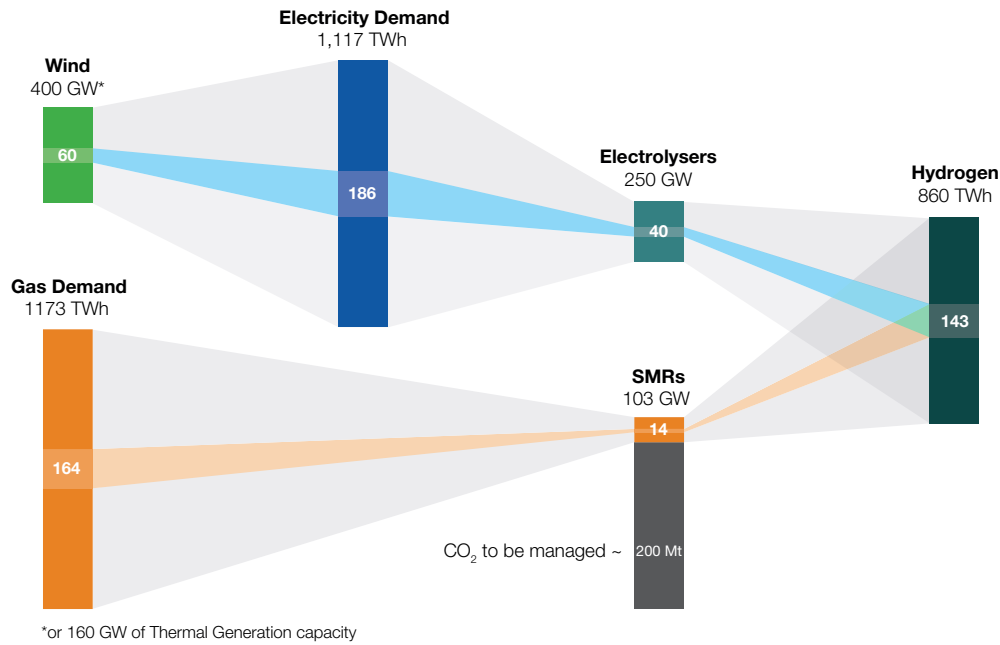 Electricity Demand
1,117 TWh
Wind
400 GW*
60
186
Electrolysers
250 GW
40
Hydrogen
860 TWh
143
Gas Demand
1173 TWh
164
SMRs
103 GW
14
CO₂ to be managed ~ 200 Mt
*or 160 GW of Thermal Generation capacity